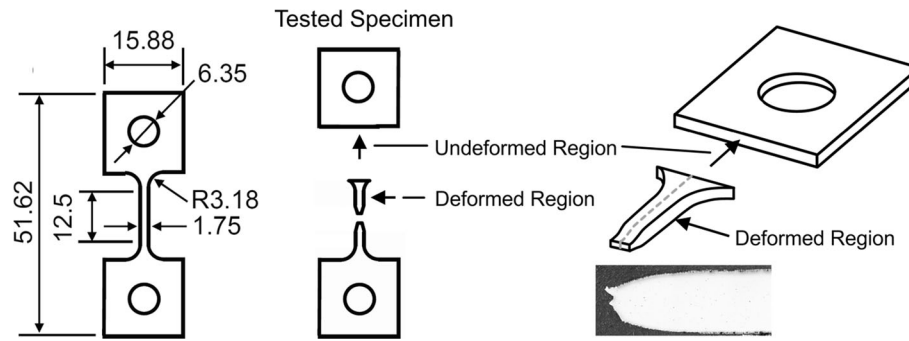 Tested Specimen
15.88
6.35
51.62
12.5
R3.18
1.75
Undeformed Region
Deformed Region
Deformed Region